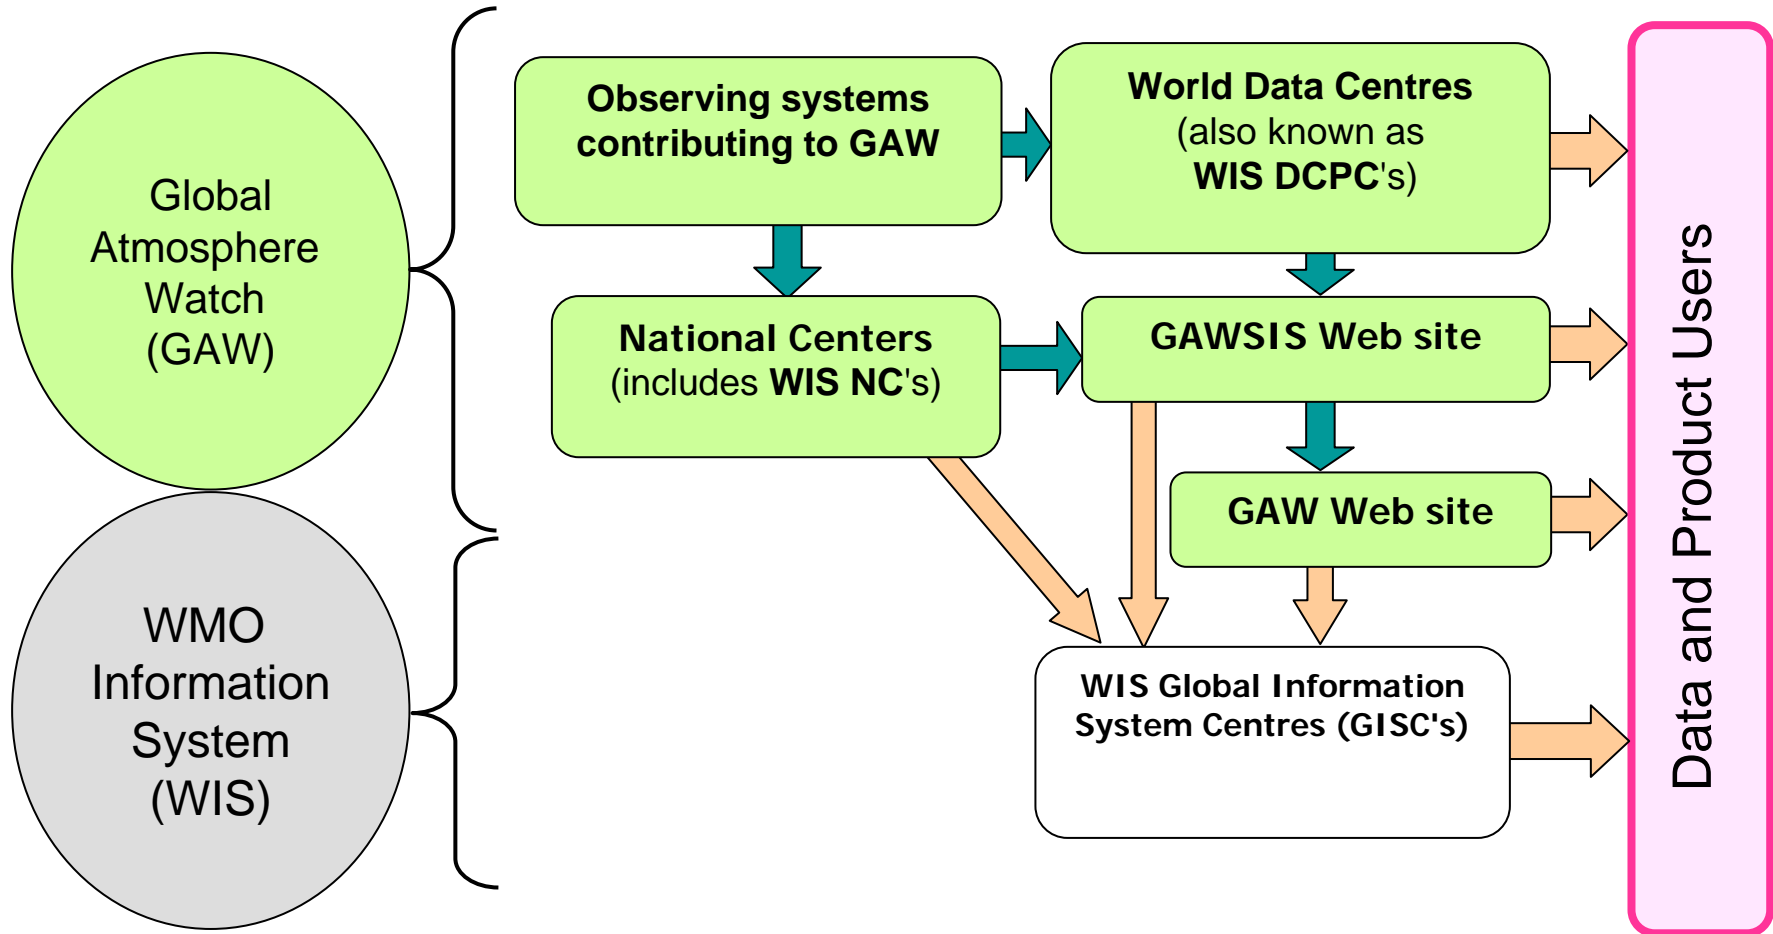 Global
Atmosphere
Watch
(GAW)
WMO
Information
System
(WIS)
Observing systems
contributing to GAW
World Data Centres
(also known as
WIS DCPC's)
National Centers
(includes WIS NC's)
GAWSIS Web site
GAW Web site
WIS Global Information
System Centres (GISC's)
Data and Product Users